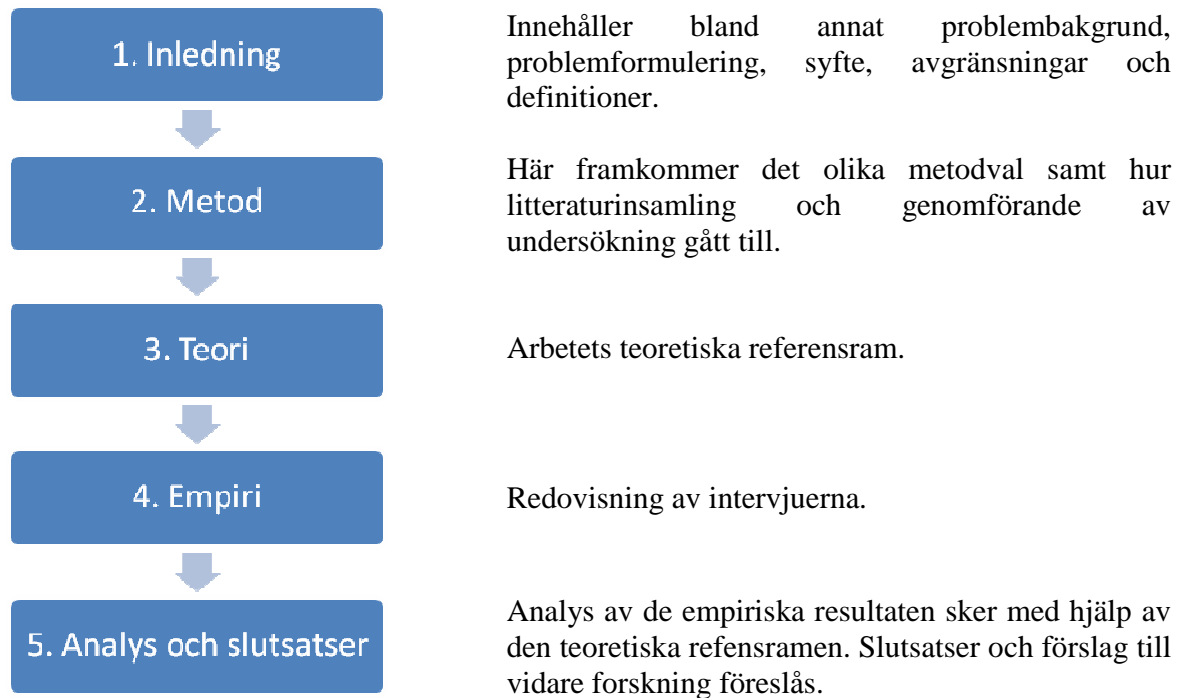 1. Inledning
Innehåller bland annat problembakgrund,
problemformulering, syfte, avgränsningar och
definitioner.
2. Metod
Här framkommer det olika metodval samt hur
litteraturinsamling och genomförande av
undersökning gått till.
3. Teori
Arbetets teoretiska referensram.
4. Empiri
Redovisning av intervjuerna.
5. Analys och slutsatser
Analys av de empiriska resultaten sker med hjälp av
den teoretiska refensramen. Slutsatser och förslag till
vidare forskning föreslås.